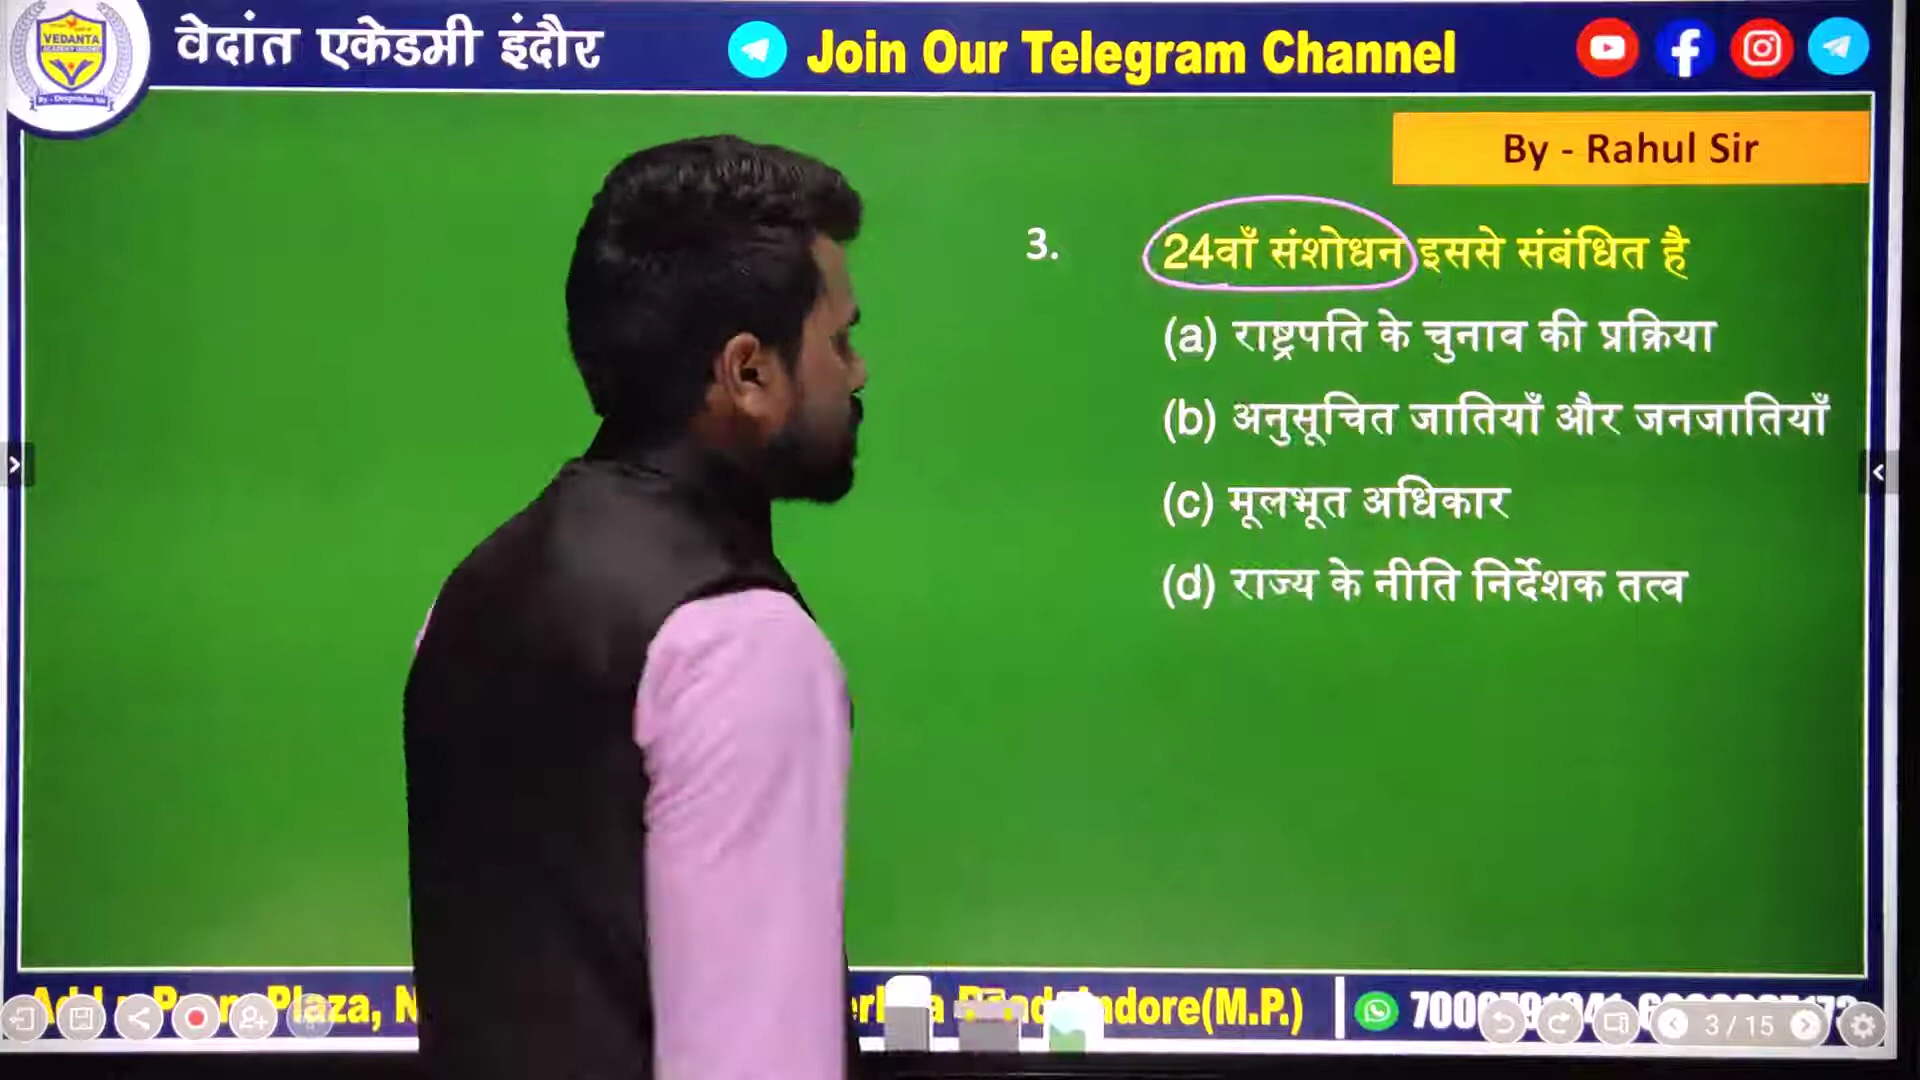 VEDANTA
वेदांत एकेडमी इंदौर
Join Our Telegram Channel
By - Rahul Sir
3. 24वाँ संशोधन इससे संबंधित है
(a) राष्ट्रपति के चुनाव की प्रक्रिया
(b) अनुसूचित जातियाँ और जनजातियाँ
(c) मूलभूत अधिकार
(d) राज्य के नीति निर्देशक तत्व
Plaza, ndore(M.P.)
3 / 15